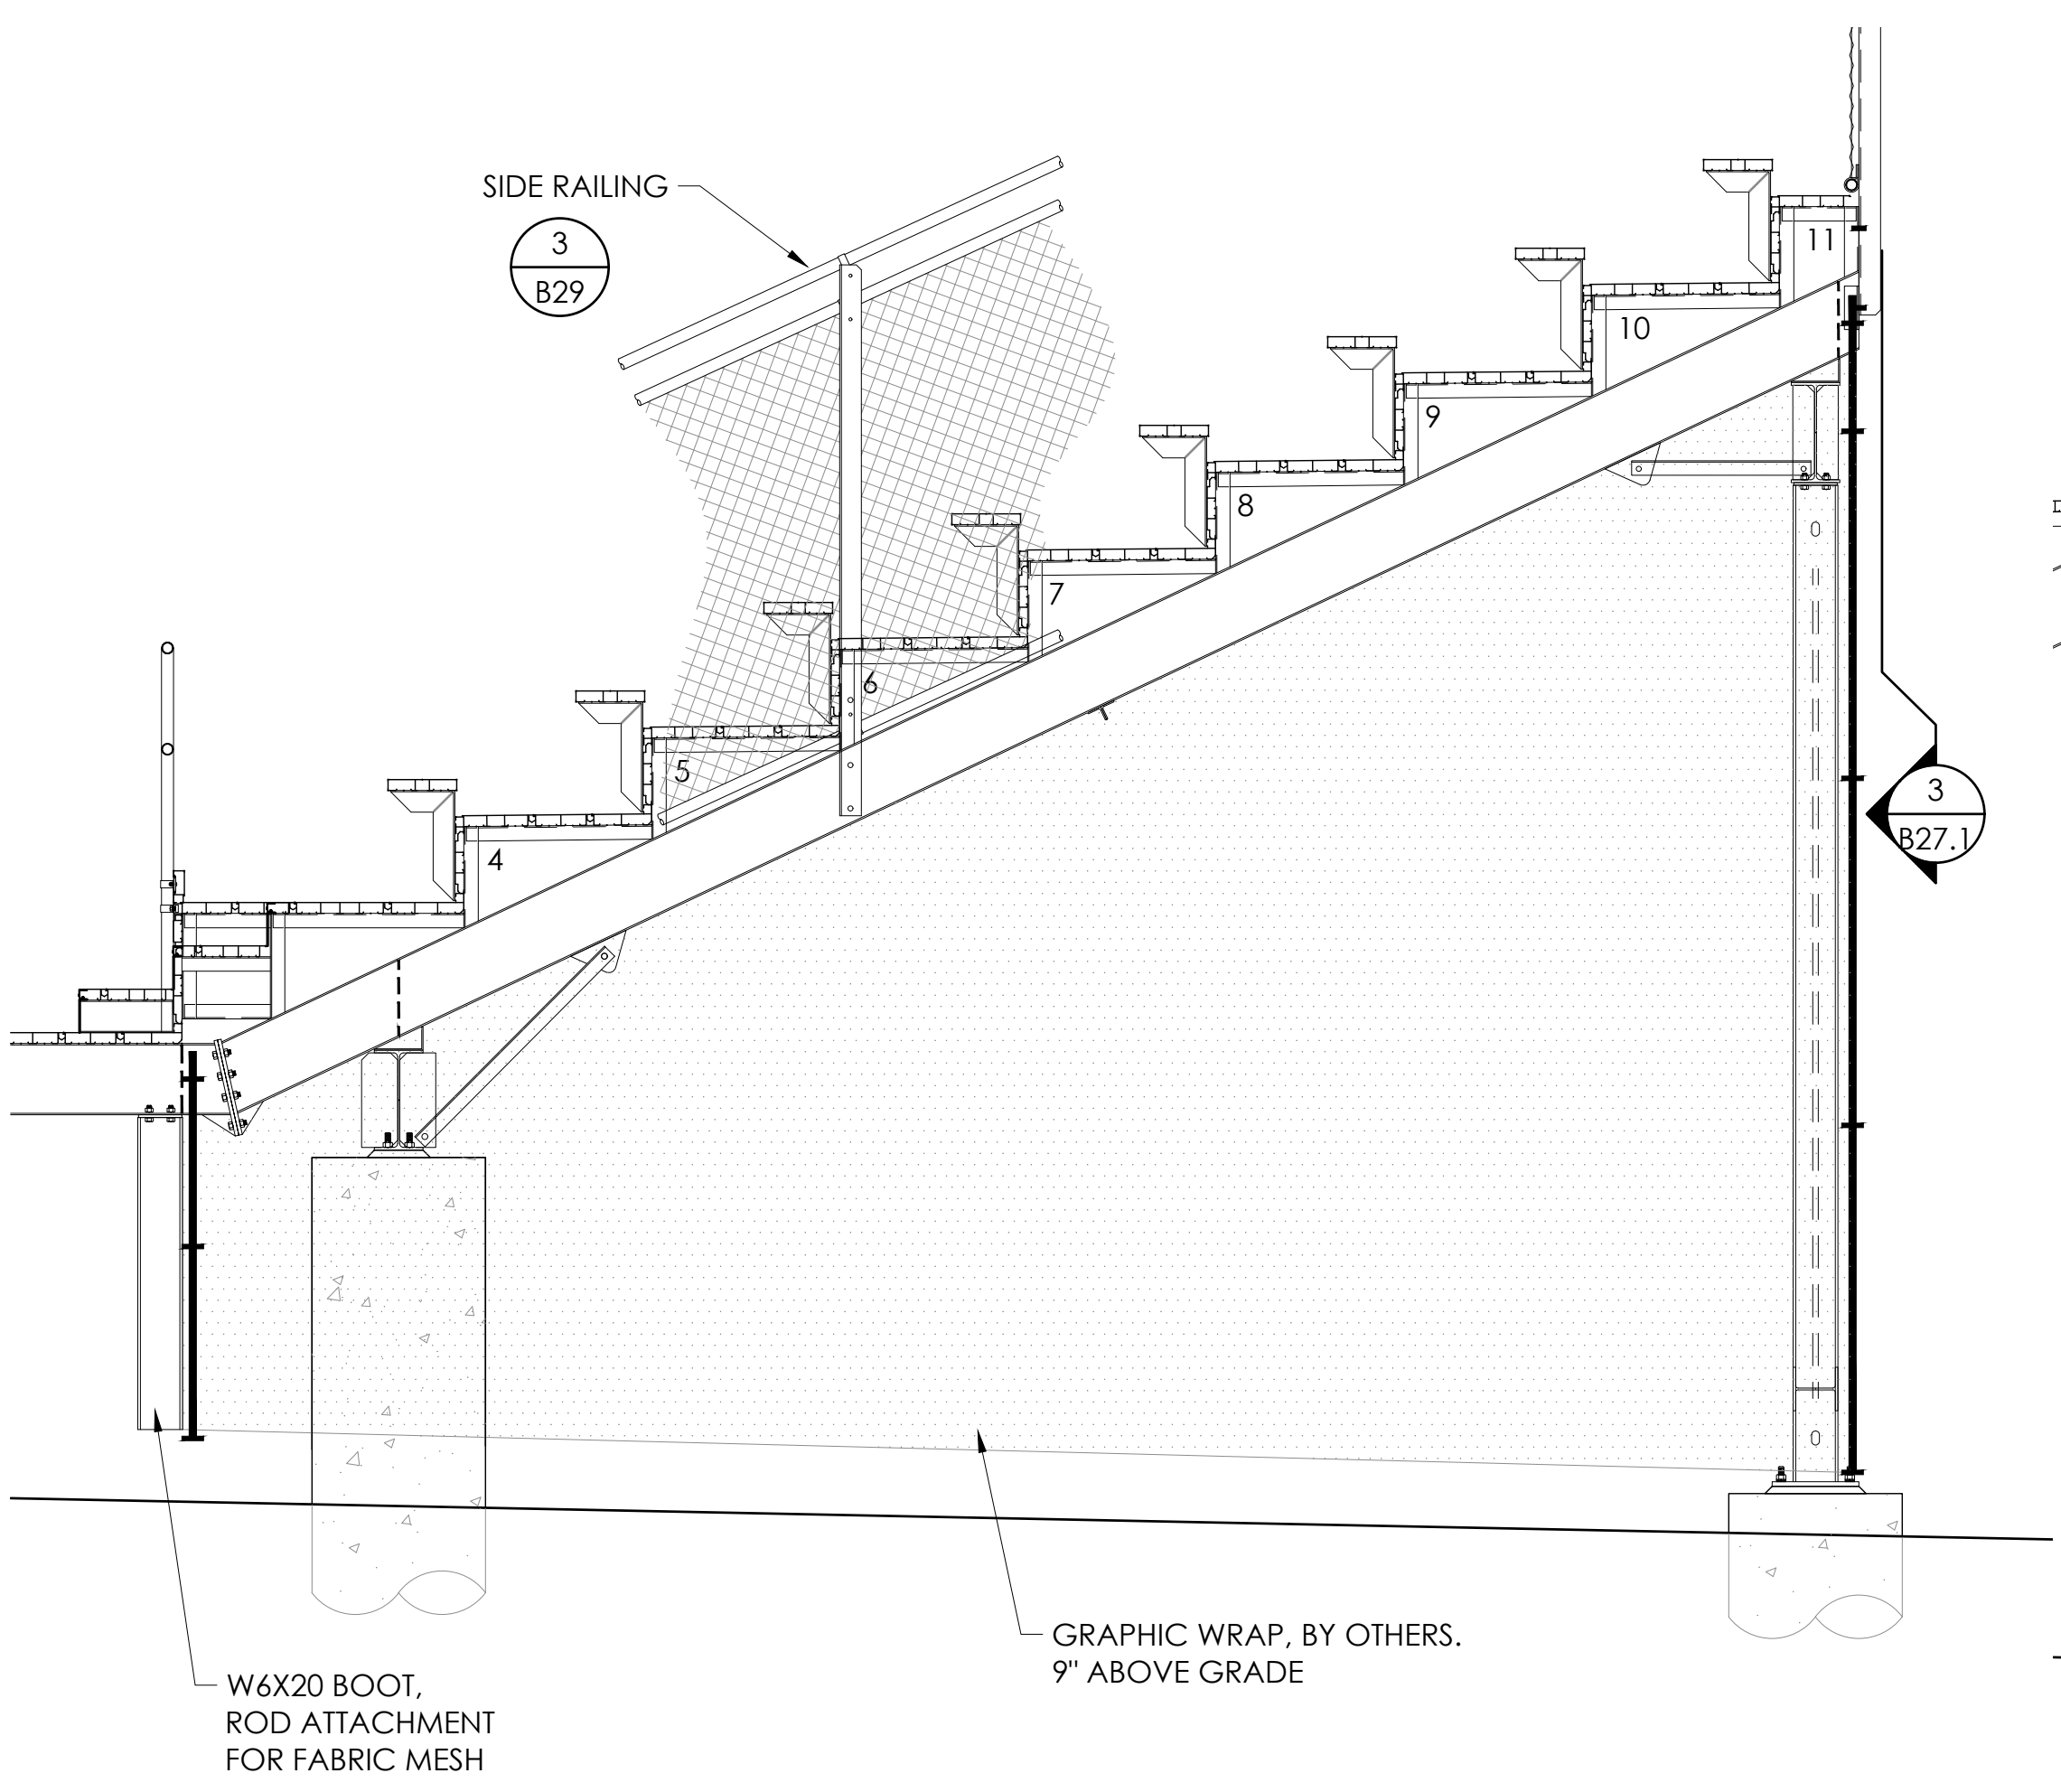 SIDE RAILING
3
B29
11
10
9
8
7
6
5
4
3
B27.1
GRAPHIC WRAP, BY OTHERS.
9" ABOVE GRADE
W6X20 BOOT,
ROD ATTACHMENT
FOR FABRIC MESH